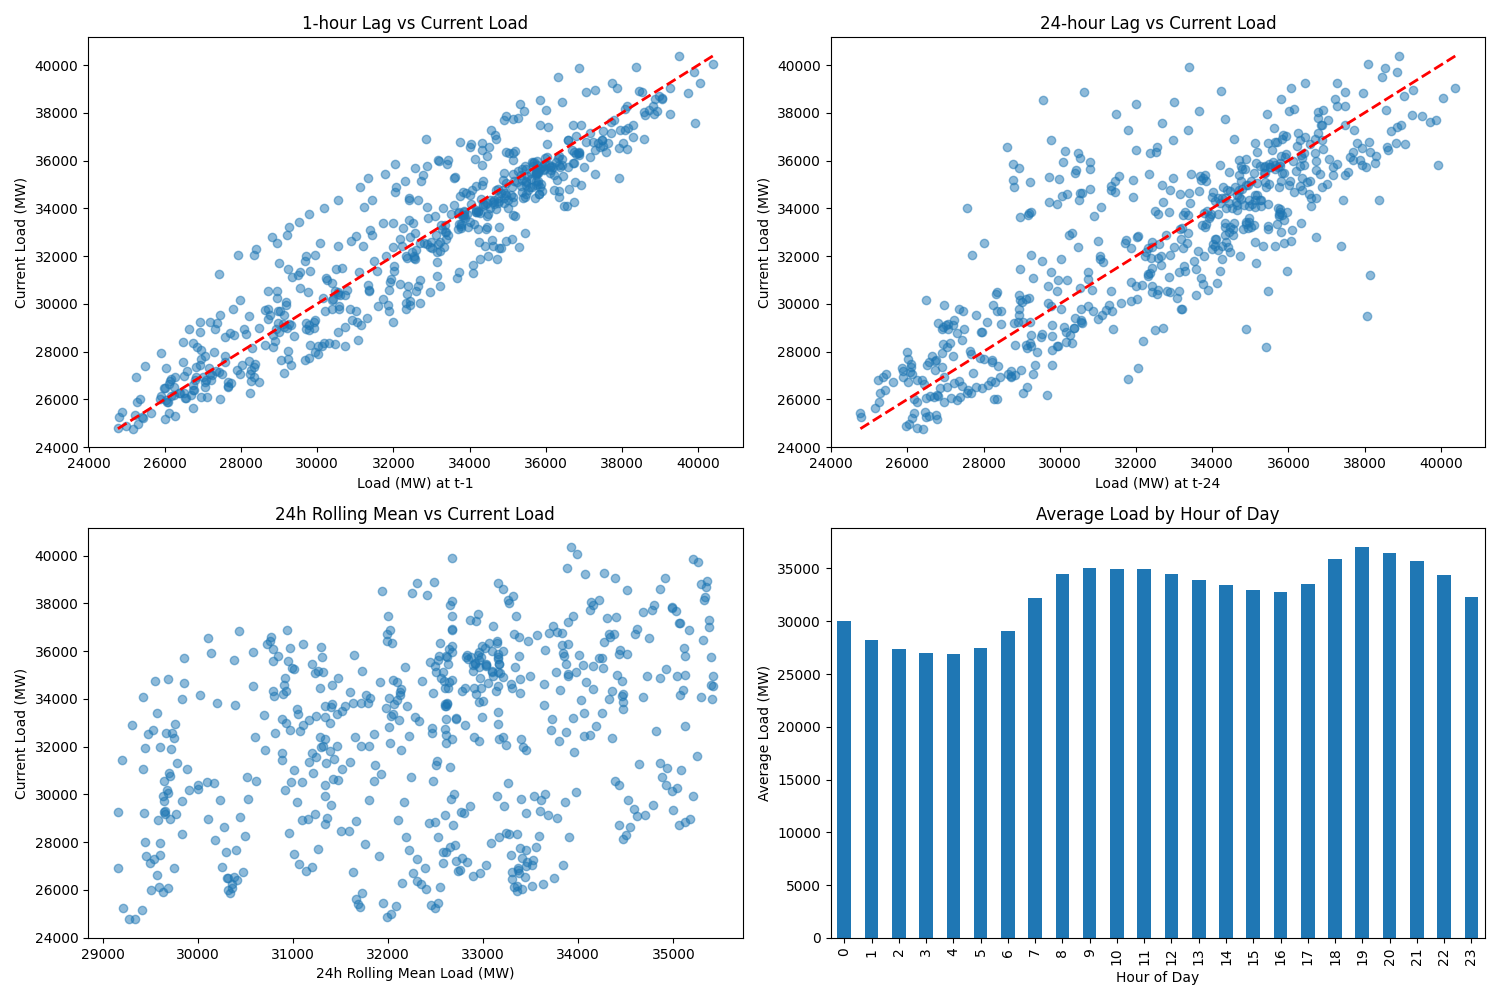 1-hour Lag vs Current Load
Current Load (MW)
40000
38000
36000
34000
32000
30000
28000
26000
24000
24000 26000 28000 30000 32000 34000 36000 38000 40000
Load (MW) at t-1
24-hour Lag vs Current Load
Current Load (MW)
40000
38000
36000
34000
32000
30000
28000
26000
24000
24000 26000 28000 30000 32000 34000 36000 38000 40000
Load (MW) at t-24
24h Rolling Mean vs Current Load
Current Load (MW)
40000
38000
36000
34000
32000
30000
28000
26000
24000
29000 30000 31000 32000 33000 34000 35000
24h Rolling Mean Load (MW)
Average Load by Hour of Day
Average Load (MW)
35000
30000
25000
20000
15000
10000
5000
0
0 1 2 3 4 5 6 7 8 9 10 11 12 13 14 15 16 17 18 19 20 21 22 23
Hour of Day